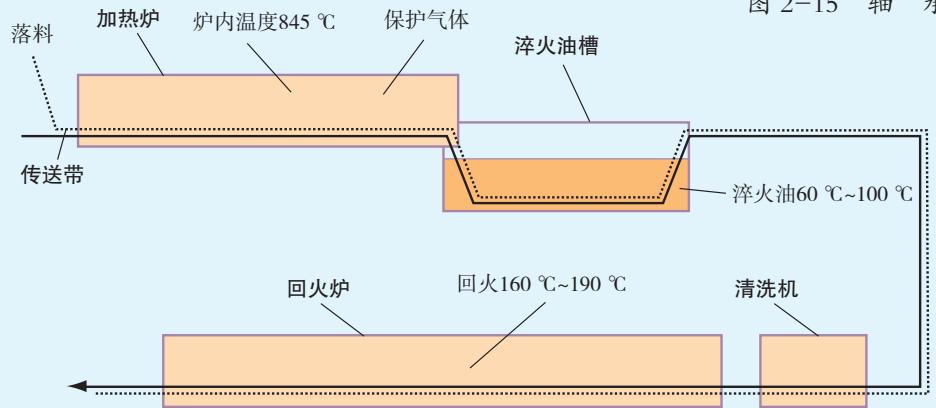 图 2-15 轴
落料
加热炉
炉内温度845 ℃
保护气体
淬火油槽
传送带
淬火油60 ℃~100 ℃
回火炉
回火160 ℃~190 ℃
清洗机